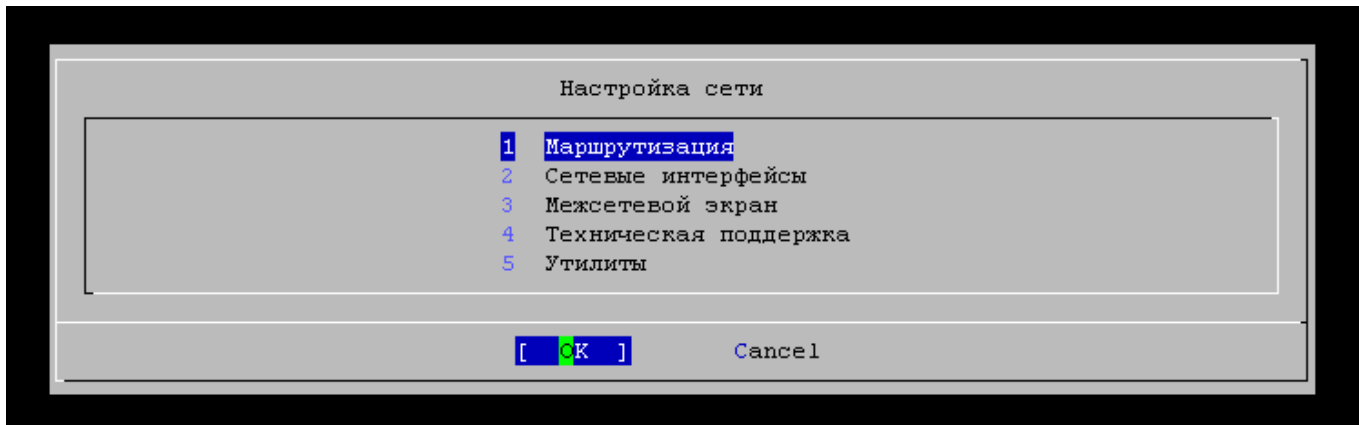 Настройка сети
1 Маршрутизация
2 Сетевые интерфейсы
3 Межсетевой экран
4 Техническая поддержка
5 Утилиты
[ OK ] Cancel